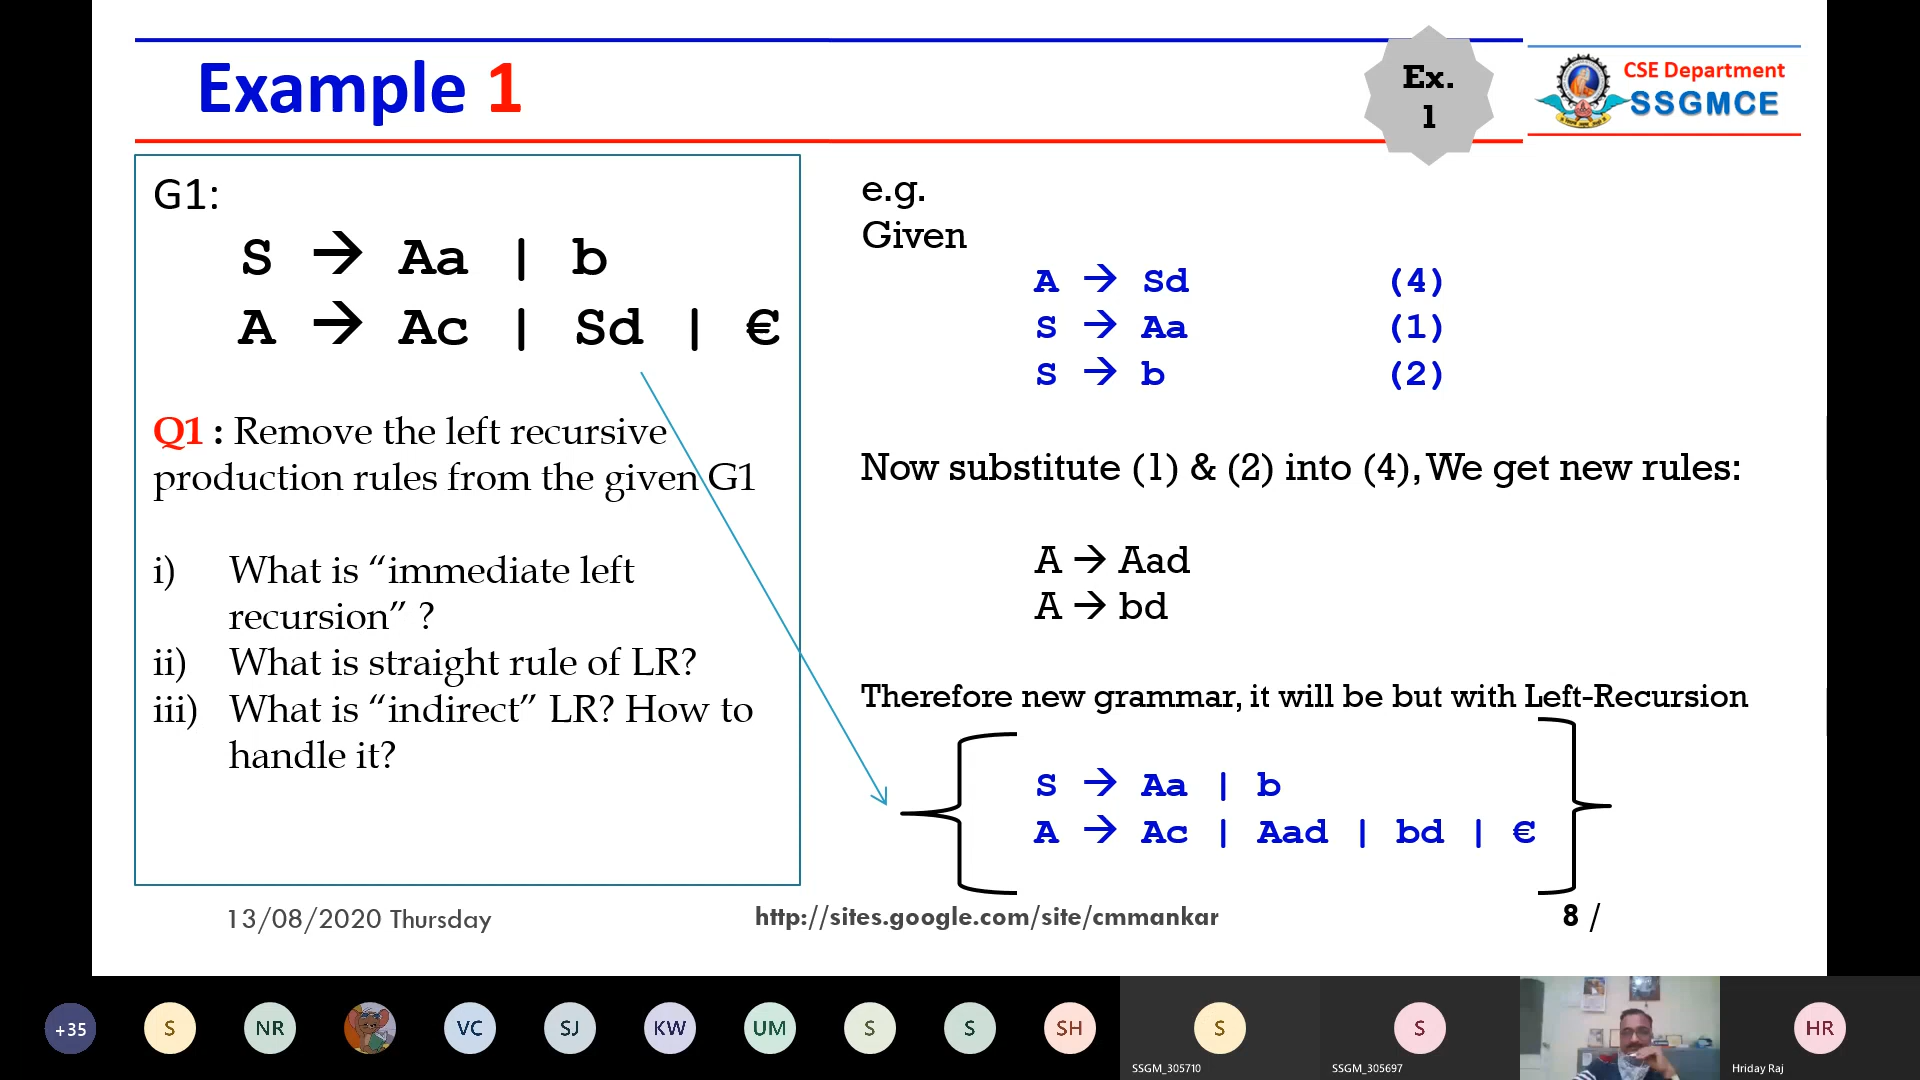 Example 1
Ex.
1
CSE Department
SSGMCE
G1:
S → Aa | b
A → Ac | Sd | €
Q1 : Remove the left recursive
production rules from the given G1
i) What is “immediate left
recursion” ?
ii) What is straight rule of LR?
iii) What is “indirect” LR? How to
handle it?
e.g.
Given
A → Sd (4)
S → Aa (1)
S → b (2)
Now substitute (1) & (2) into (4), We get new rules:
A → Aad
A → bd
Therefore new grammar, it will be but with Left-Recursion
S → Aa | b
A → Ac | Aad | bd | €
13/08/2020 Thursday
http://sites.google.com/site/cmmankar
8 /
+35
S
NR
VC
SJ
KW
UM
S
S
SH
S
SSGM_305710
S
SSGM_305697
HR
Hriday Raj